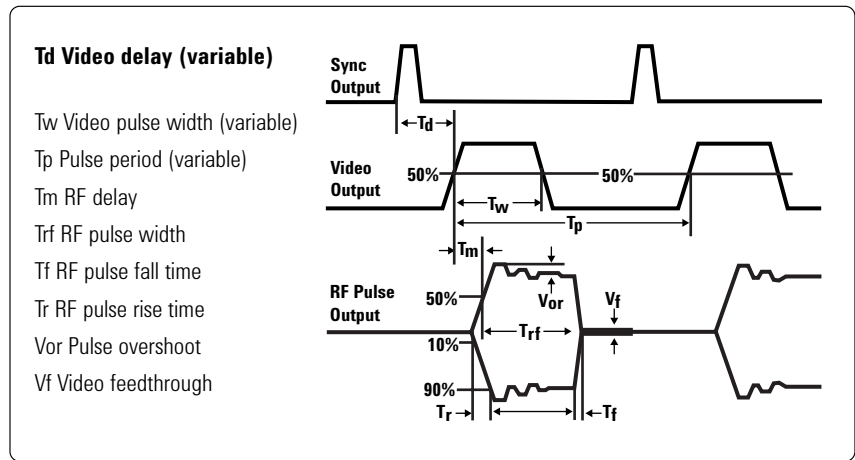 Td Video delay (variable)
Tw Video pulse width (variable)
Tp Pulse period (variable)
Tm RF delay
Trf RF pulse width
Tf RF pulse fall time
Tr RF pulse rise time
Vor Pulse overshoot
Vf Video feedthrough
Sync
Output
Td
Video
Output
50%
50%
Tw
Tp
Tm
RF Pulse
Output
50%
Vor
Vf
Trf
10%
90%
Tr
Tf